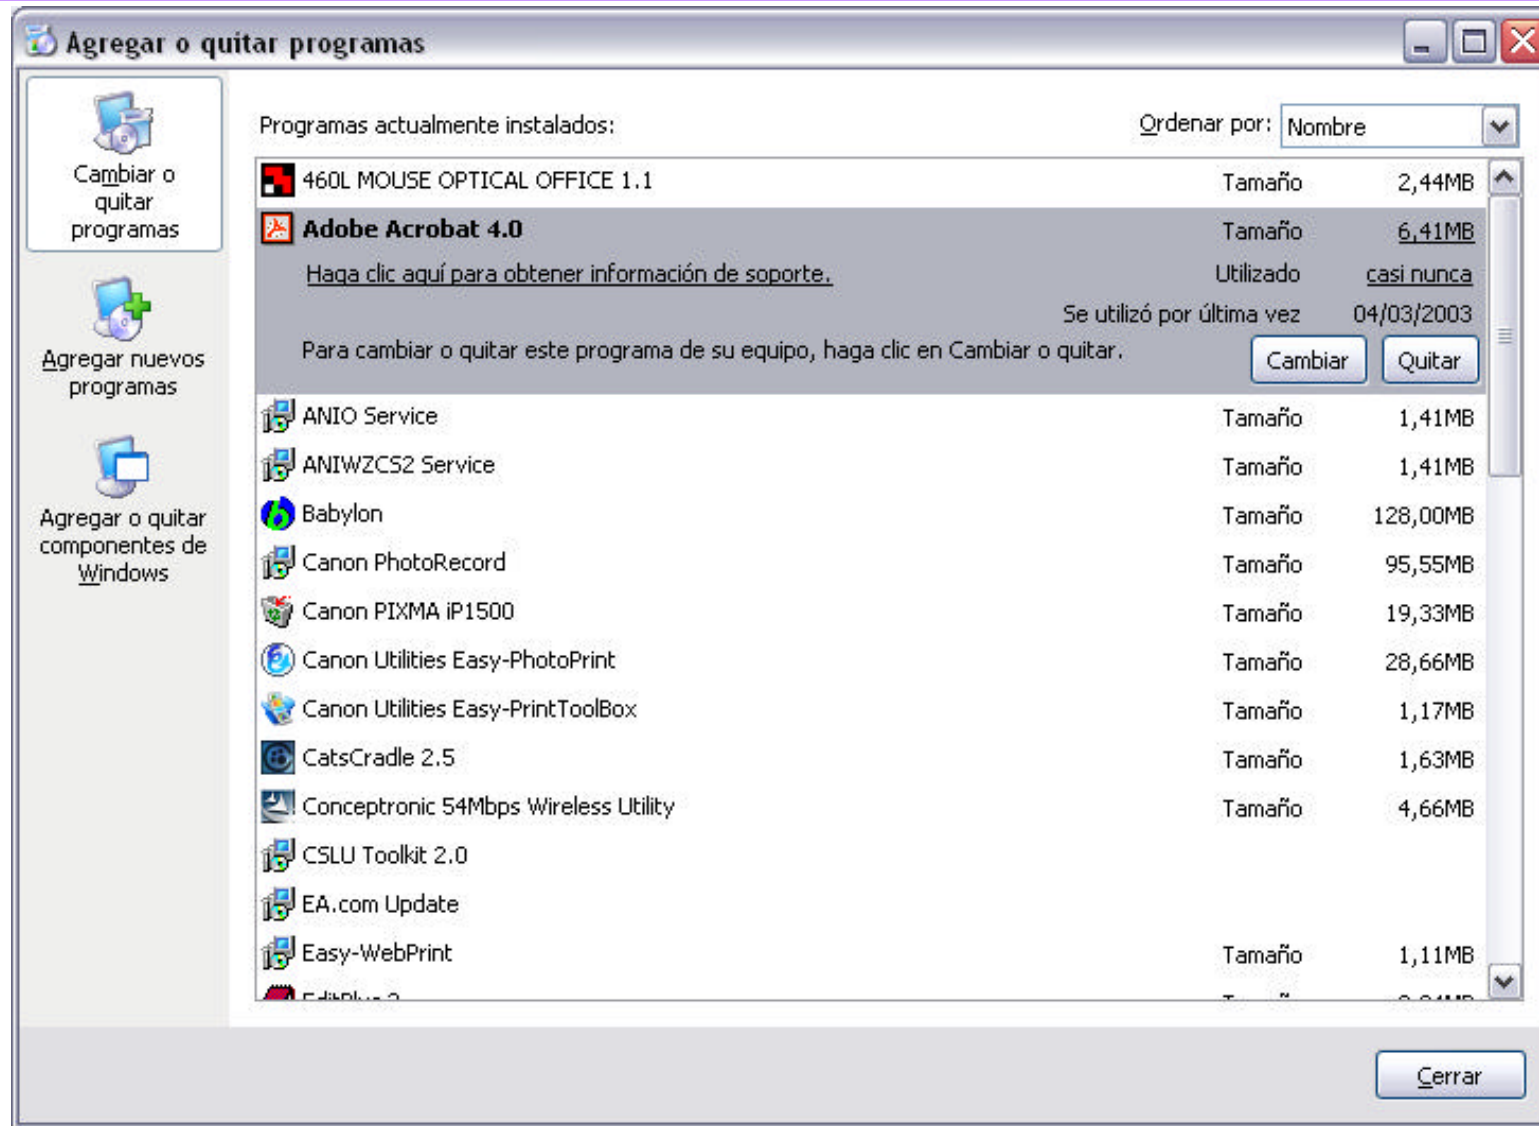 Agregar o quitar programas
Cambiar o
quitar
programas
Agregar nuevos
programas
Agregar o quitar
componentes de
Windows
Programas actualmente instalados:
Ordenar por: Nombre
460L MOUSE OPTICAL OFFICE 1.1 Tamaño 2,44MB
Adobe Acrobat 4.0 Tamaño 6,41MB
Haga clic aquí para obtener información de soporte. Utilizado casi nunca
Se utilizó por última vez 04/03/2003
Para cambiar o quitar este programa de su equipo, haga clic en Cambiar o quitar. Cambiar Quitar
ANIO Service Tamaño 1,41MB
ANIWZCS2 Service Tamaño 1,41MB
Babylon Tamaño 128,00MB
Canon PhotoRecord Tamaño 95,55MB
Canon PIXMA iP1500 Tamaño 19,33MB
Canon Utilities Easy-PhotoPrint Tamaño 28,66MB
Canon Utilities Easy-PrintToolBox Tamaño 1,17MB
CatsCradle 2.5 Tamaño 1,63MB
Conceptronic 54Mbps Wireless Utility Tamaño 4,66MB
CSLU Toolkit 2.0
EA.com Update
Easy-WebPrint Tamaño 1,11MB
Cerrar